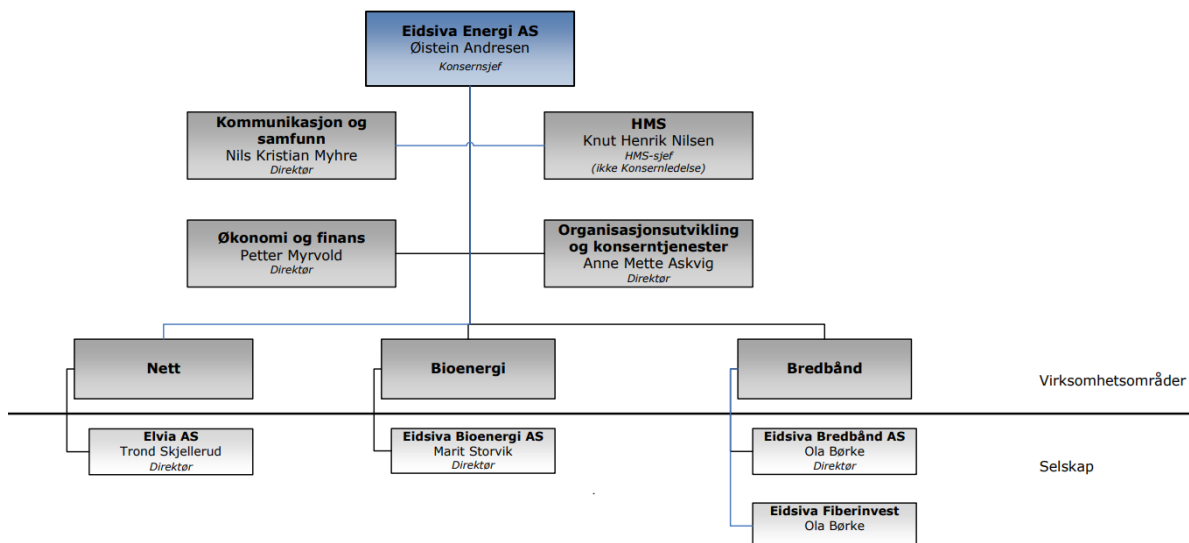 Eidsiva Energi AS
Øistein Andresen
Konsernsjef
Kommunikasjon og
samfunn
Nils Kristian Myhre
Direktør
HMS
Knut Henrik Nilsen
HMS-sjef
(ikke Konsernledelse)
Økonomi og finans
Petter Myrvold
Direktør
Organisasjonsutvikling
og konserntjenester
Anne Mette Askvig
Direktør
Nett
Bioenergi
Bredbånd
Virksomhetsområder
Elvia AS
Trond Skjellerud
Direktør
Eidsiva Bioenergi AS
Marit Storvik
Direktør
Eidsiva Bredbånd AS
Ola Børke
Direktør
Selskap
Eidsiva Fiberinvest
Ola Børke